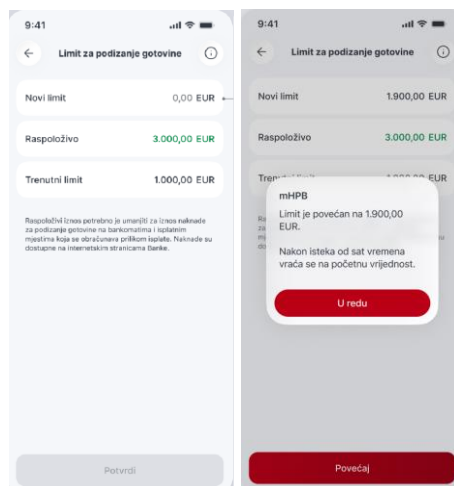 9:41
Limit za podizanje gotovine
Novi limit 0,00 EUR
Raspoloživo 3.000,00 EUR
Trenutni limit 1.000,00 EUR
Raspoloživi iznos potrebno je umanjiti za iznos naknade
za podizanje gotovine na bankomatima i isplatnim
mjestima koja se obračunava prilikom isplate. Naknade su
dostupne na internetskim stranicama Banke.
Potvrdi
9:41
Limit za podizanje gotovine
Novi limit 1.900,00 EUR
Raspoloživo 3.000,00 EUR
EUR
mHPB
Limit je povećan na 1.900,00
EUR.
Nakon isteka od sat vremena
vraća se na početnu vrijednost.
U redu
Povećaj